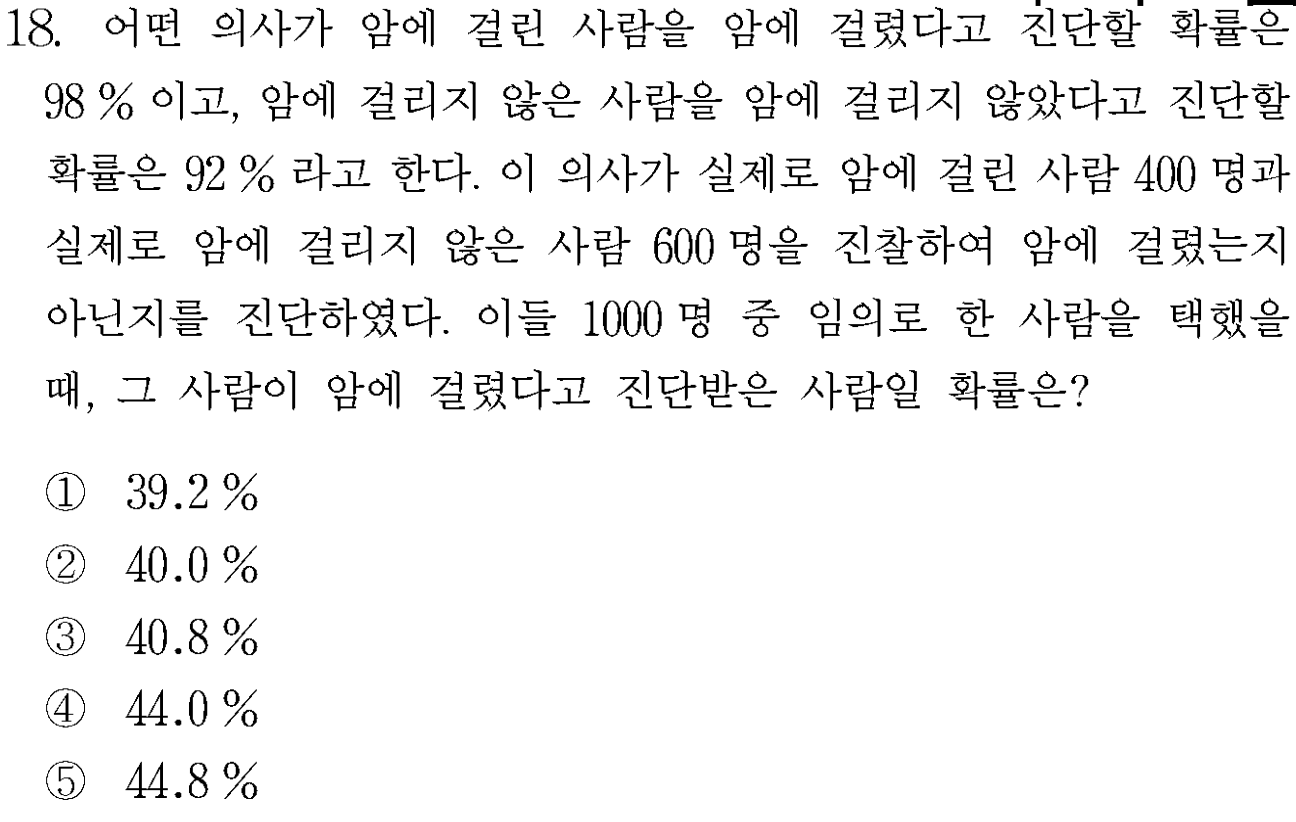 18. 어떤 의사가 암에 걸린 사람을 암에 걸렸다고 진단할 확률은
98 % 이고, 암에 걸리지 않은 사람을 암에 걸리지 않았다고 진단할
확률은 92 % 라고 한다. 이 의사가 실제로 암에 걸린 사람 400 명과
실제로 암에 걸리지 않은 사람 600 명을 진찰하여 암에 걸렸는지
아닌지를 진단하였다. 이들 1000 명 중 임의로 한 사람을 택했을
때, 그 사람이 암에 걸렸다고 진단받은 사람일 확률은?
① 39.2 %
② 40.0 %
③ 40.8 %
④ 44.0 %
⑤ 44.8 %